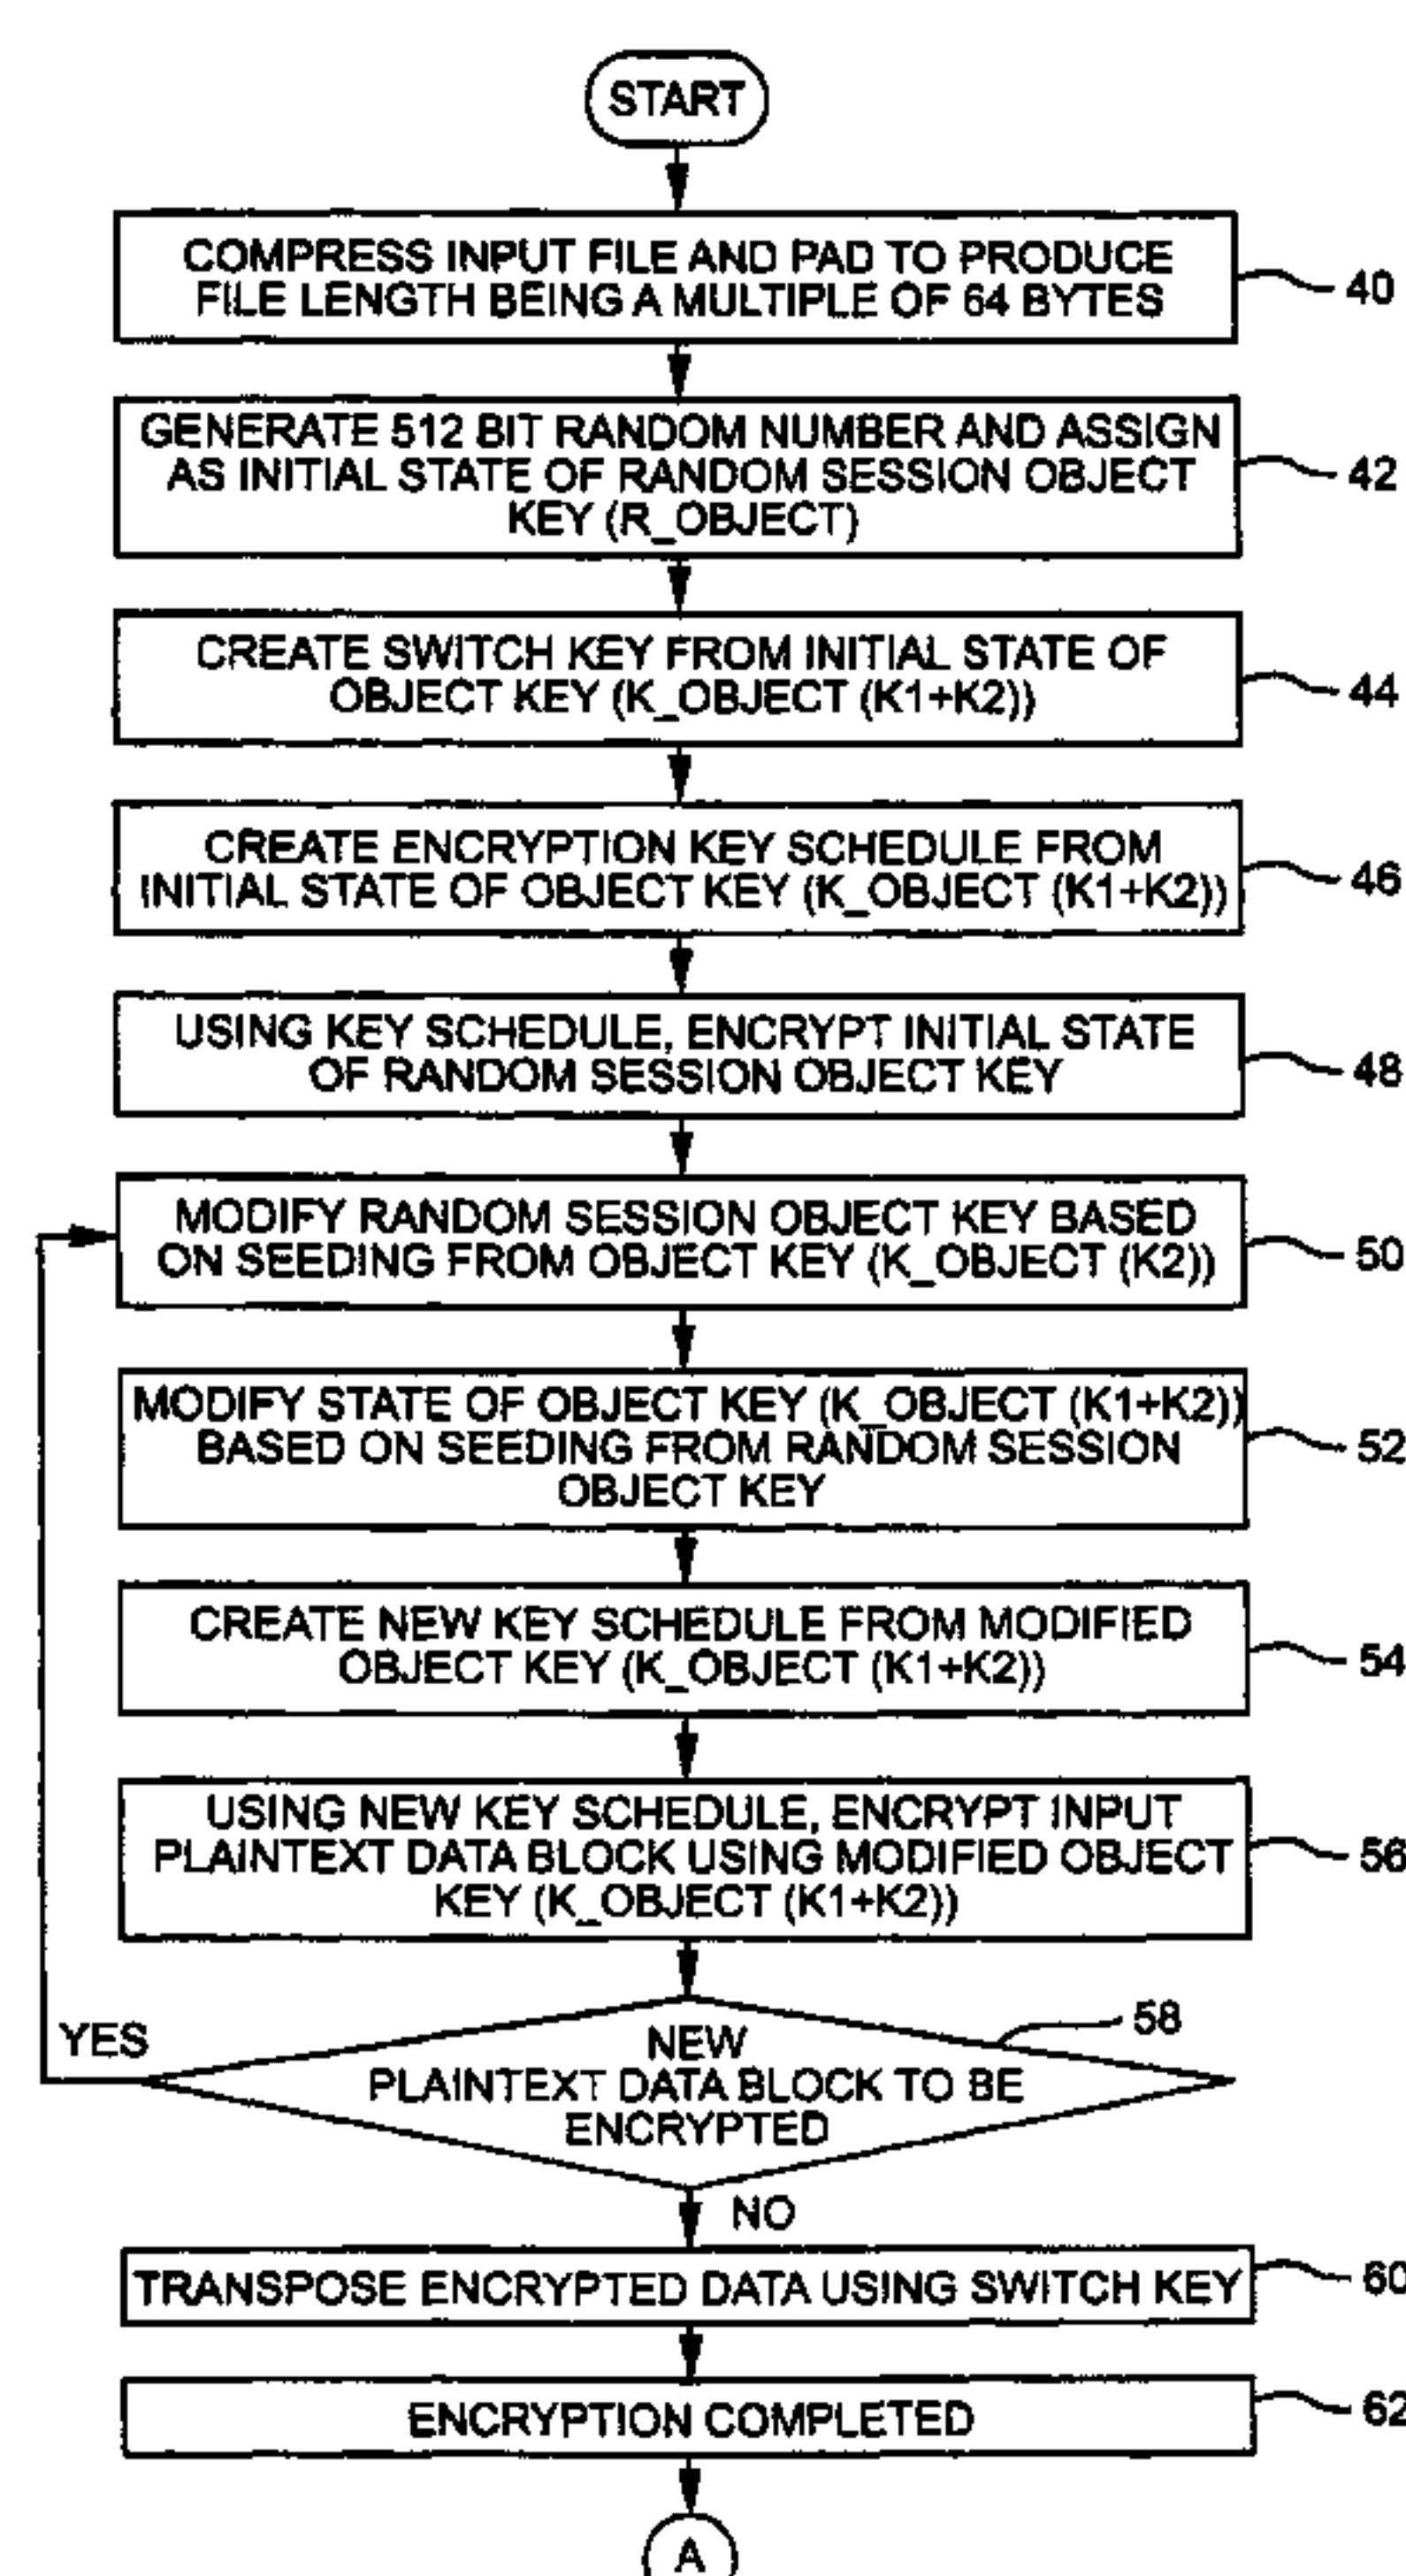 START
COMPRESS INPUT FILE AND PAD TO PRODUCE
FILE LENGTH BEING A MULTIPLE OF 64 BYTES
40
GENERATE 512 BIT RANDOM NUMBER AND ASSIGN
AS INITIAL STATE OF RANDOM SESSION OBJECT
KEY (R_OBJECT)
42
CREATE SWITCH KEY FROM INITIAL STATE OF
OBJECT KEY (K_OBJECT (K1+K2))
44
CREATE ENCRYPTION KEY SCHEDULE FROM
INITIAL STATE OF OBJECT KEY (K_OBJECT (K1+K2))
46
USING KEY SCHEDULE, ENCRYPT INITIAL STATE
OF RANDOM SESSION OBJECT KEY
48
MODIFY RANDOM SESSION OBJECT KEY BASED
ON SEEDING FROM OBJECT KEY (K_OBJECT (K2))
50
MODIFY STATE OF OBJECT KEY (K_OBJECT (K1+K2))
BASED ON SEEDING FROM RANDOM SESSION
OBJECT KEY
52
CREATE NEW KEY SCHEDULE FROM MODIFIED
OBJECT KEY (K_OBJECT (K1+K2))
54
USING NEW KEY SCHEDULE, ENCRYPT INPUT
PLAINTEXT DATA BLOCK USING MODIFIED OBJECT
KEY (K_OBJECT (K1+K2))
56
YES
58
NEW
PLAINTEXT DATA BLOCK TO BE
ENCRYPTED
NO
TRANSPOSE ENCRYPTED DATA USING SWITCH KEY
60
ENCRYPTION COMPLETED
62
A